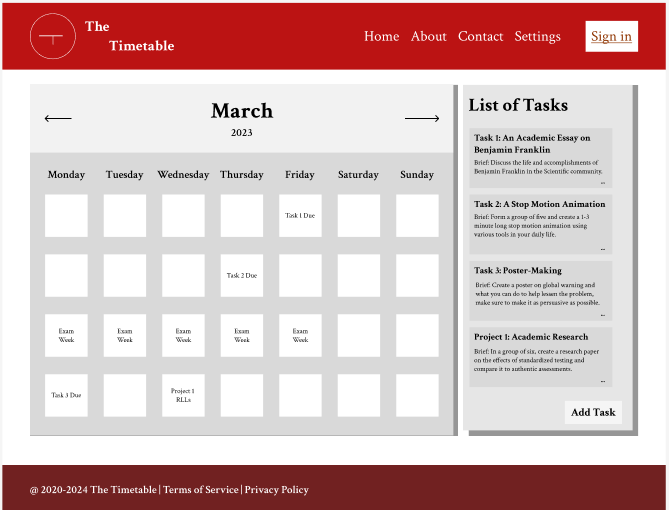 The
Timetable
Home About Contact Settings Sign in
March
2023
Monday Tuesday Wednesday Thursday Friday Saturday Sunday
Task 1 Due
Task 2 Due
Exam
Week
Exam
Week
Exam
Week
Exam
Week
Exam
Week
Task 3 Due
Project 1
RLLs
List of Tasks
Task 1: An Academic Essay on
Benjamin Franklin
Brief: Discuss the life and accomplishments of
Benjamin Franklin in the Scientific community.
...
Task 2: A Stop Motion Animation
Brief: Form a group of five and create a 1-3
minute long stop motion animation using
various tools in your daily life.
...
Task 3: Poster-Making
Brief: Create a poster on global warming and
what you can do to help lessen the problem,
make sure to make it as persuasive as possible.
...
Project 1: Academic Research
Brief: In a group of six, create a research paper
on the effects of standardized testing and
compare it to authentic assessments.
...
Add Task
@ 2020-2024 The Timetable | Terms of Service | Privacy Policy